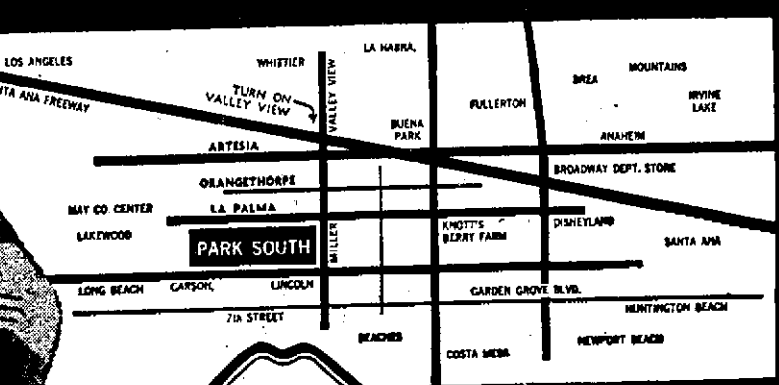 LA HABRA,
LOS ANGELES
WHITTIER
VALLEY VIEW
MOUNTAINS
BREA
TURN ON
VALLEY VIEW
ANTA ANA FREEWAY
FULLERTON
IRVINE
LAKE
BUENA
PARK
ANAHEIM
ARTESIA
BROADWAY DEPT. STORE
ORANGETHORPE
MAY CO. CENTER
LA PALMA
KNOTT'S
BERRY FARM
DISNEYLAND
LAKEWOOD
PARK SOUTH
MILLER
SANTA ANA
LONG BEACH
CARSON,
LINCOLN
GARDEN GROVE BLVD.
7th STREET
HUNTINGTON BEACH
BEACHES
NEWPORT BEACH
COSTA MESA